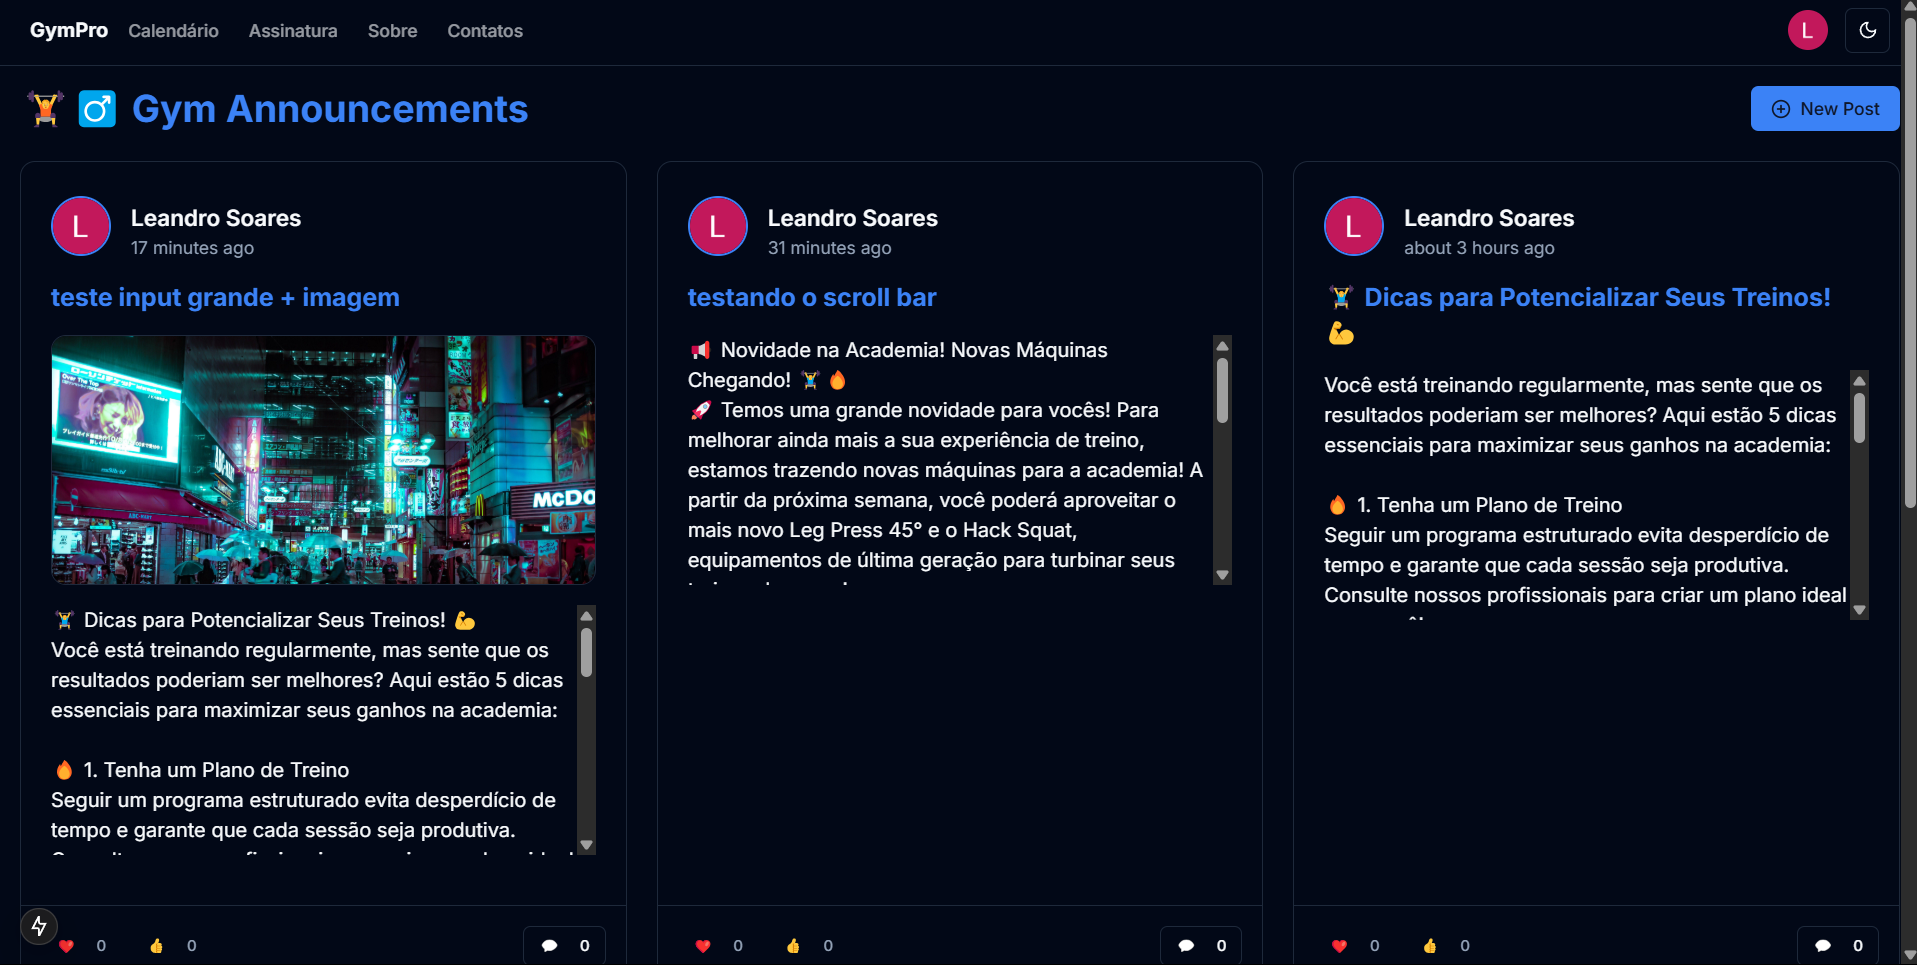 GymPro Calendário Assinatura Sobre Contatos
L
🏋️ ♂️ Gym Announcements
New Post
L
Leandro Soares
17 minutes ago
teste input grande + imagem
Over The Top
McDO
🏋️ Dicas para Potencializar Seus Treinos! 💪
Você está treinando regularmente, mas sente que os
resultados poderiam ser melhores? Aqui estão 5 dicas
essenciais para maximizar seus ganhos na academia:
🔥 1. Tenha um Plano de Treino
Seguir um programa estruturado evita desperdício de
tempo e garante que cada sessão seja produtiva.
❤️ 0 👍 0 💬 0
L
Leandro Soares
31 minutes ago
testando o scroll bar
📢 Novidade na Academia! Novas Máquinas
Chegando! 🏋️ 🔥
🚀 Temos uma grande novidade para vocês! Para
melhorar ainda mais a sua experiência de treino,
estamos trazendo novas máquinas para a academia! A
partir da próxima semana, você poderá aproveitar o
mais novo Leg Press 45° e o Hack Squat,
equipamentos de última geração para turbinar seus
❤️ 0 👍 0 💬 0
L
Leandro Soares
about 3 hours ago
🏋️ Dicas para Potencializar Seus Treinos!
💪
Você está treinando regularmente, mas sente que os
resultados poderiam ser melhores? Aqui estão 5 dicas
essenciais para maximizar seus ganhos na academia:
🔥 1. Tenha um Plano de Treino
Seguir um programa estruturado evita desperdício de
tempo e garante que cada sessão seja produtiva.
Consulte nossos profissionais para criar um plano ideal
❤️ 0 👍 0 💬 0